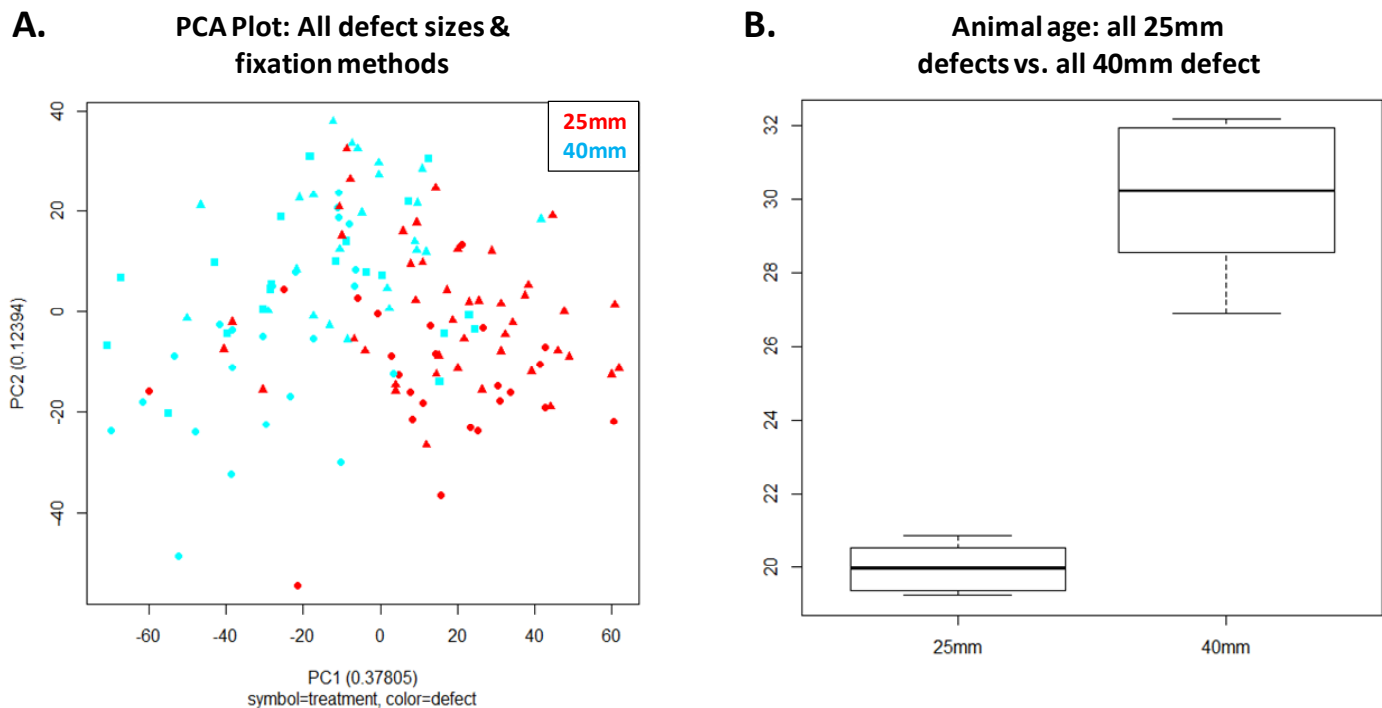 A.
PCA Plot: All defect sizes &
fixation methods
25mm
40mm
40
20
0
-20
-40
PC2 (0.12394)
-60
-40
-20
0
20
40
60
PC1 (0.37805)
symbol=treatment, color=defect
B.
Animal age: all 25mm
defects vs. all 40mm defect
32
30
28
26
24
22
20
25mm
40mm